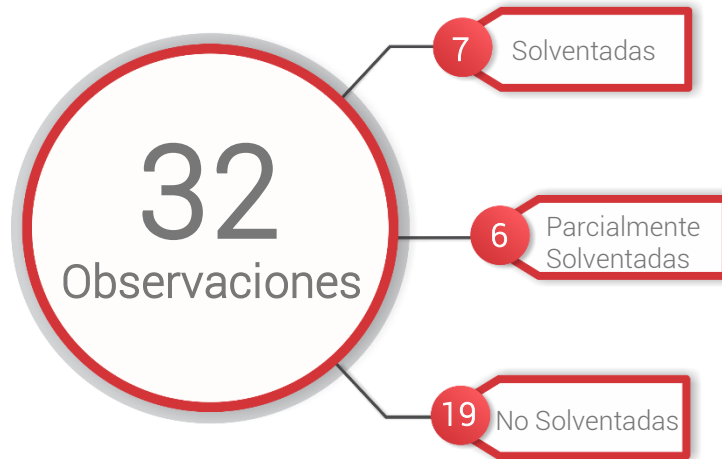 32
Observaciones
7
Solventadas
6
Parcialmente
Solventadas
19
No Solventadas